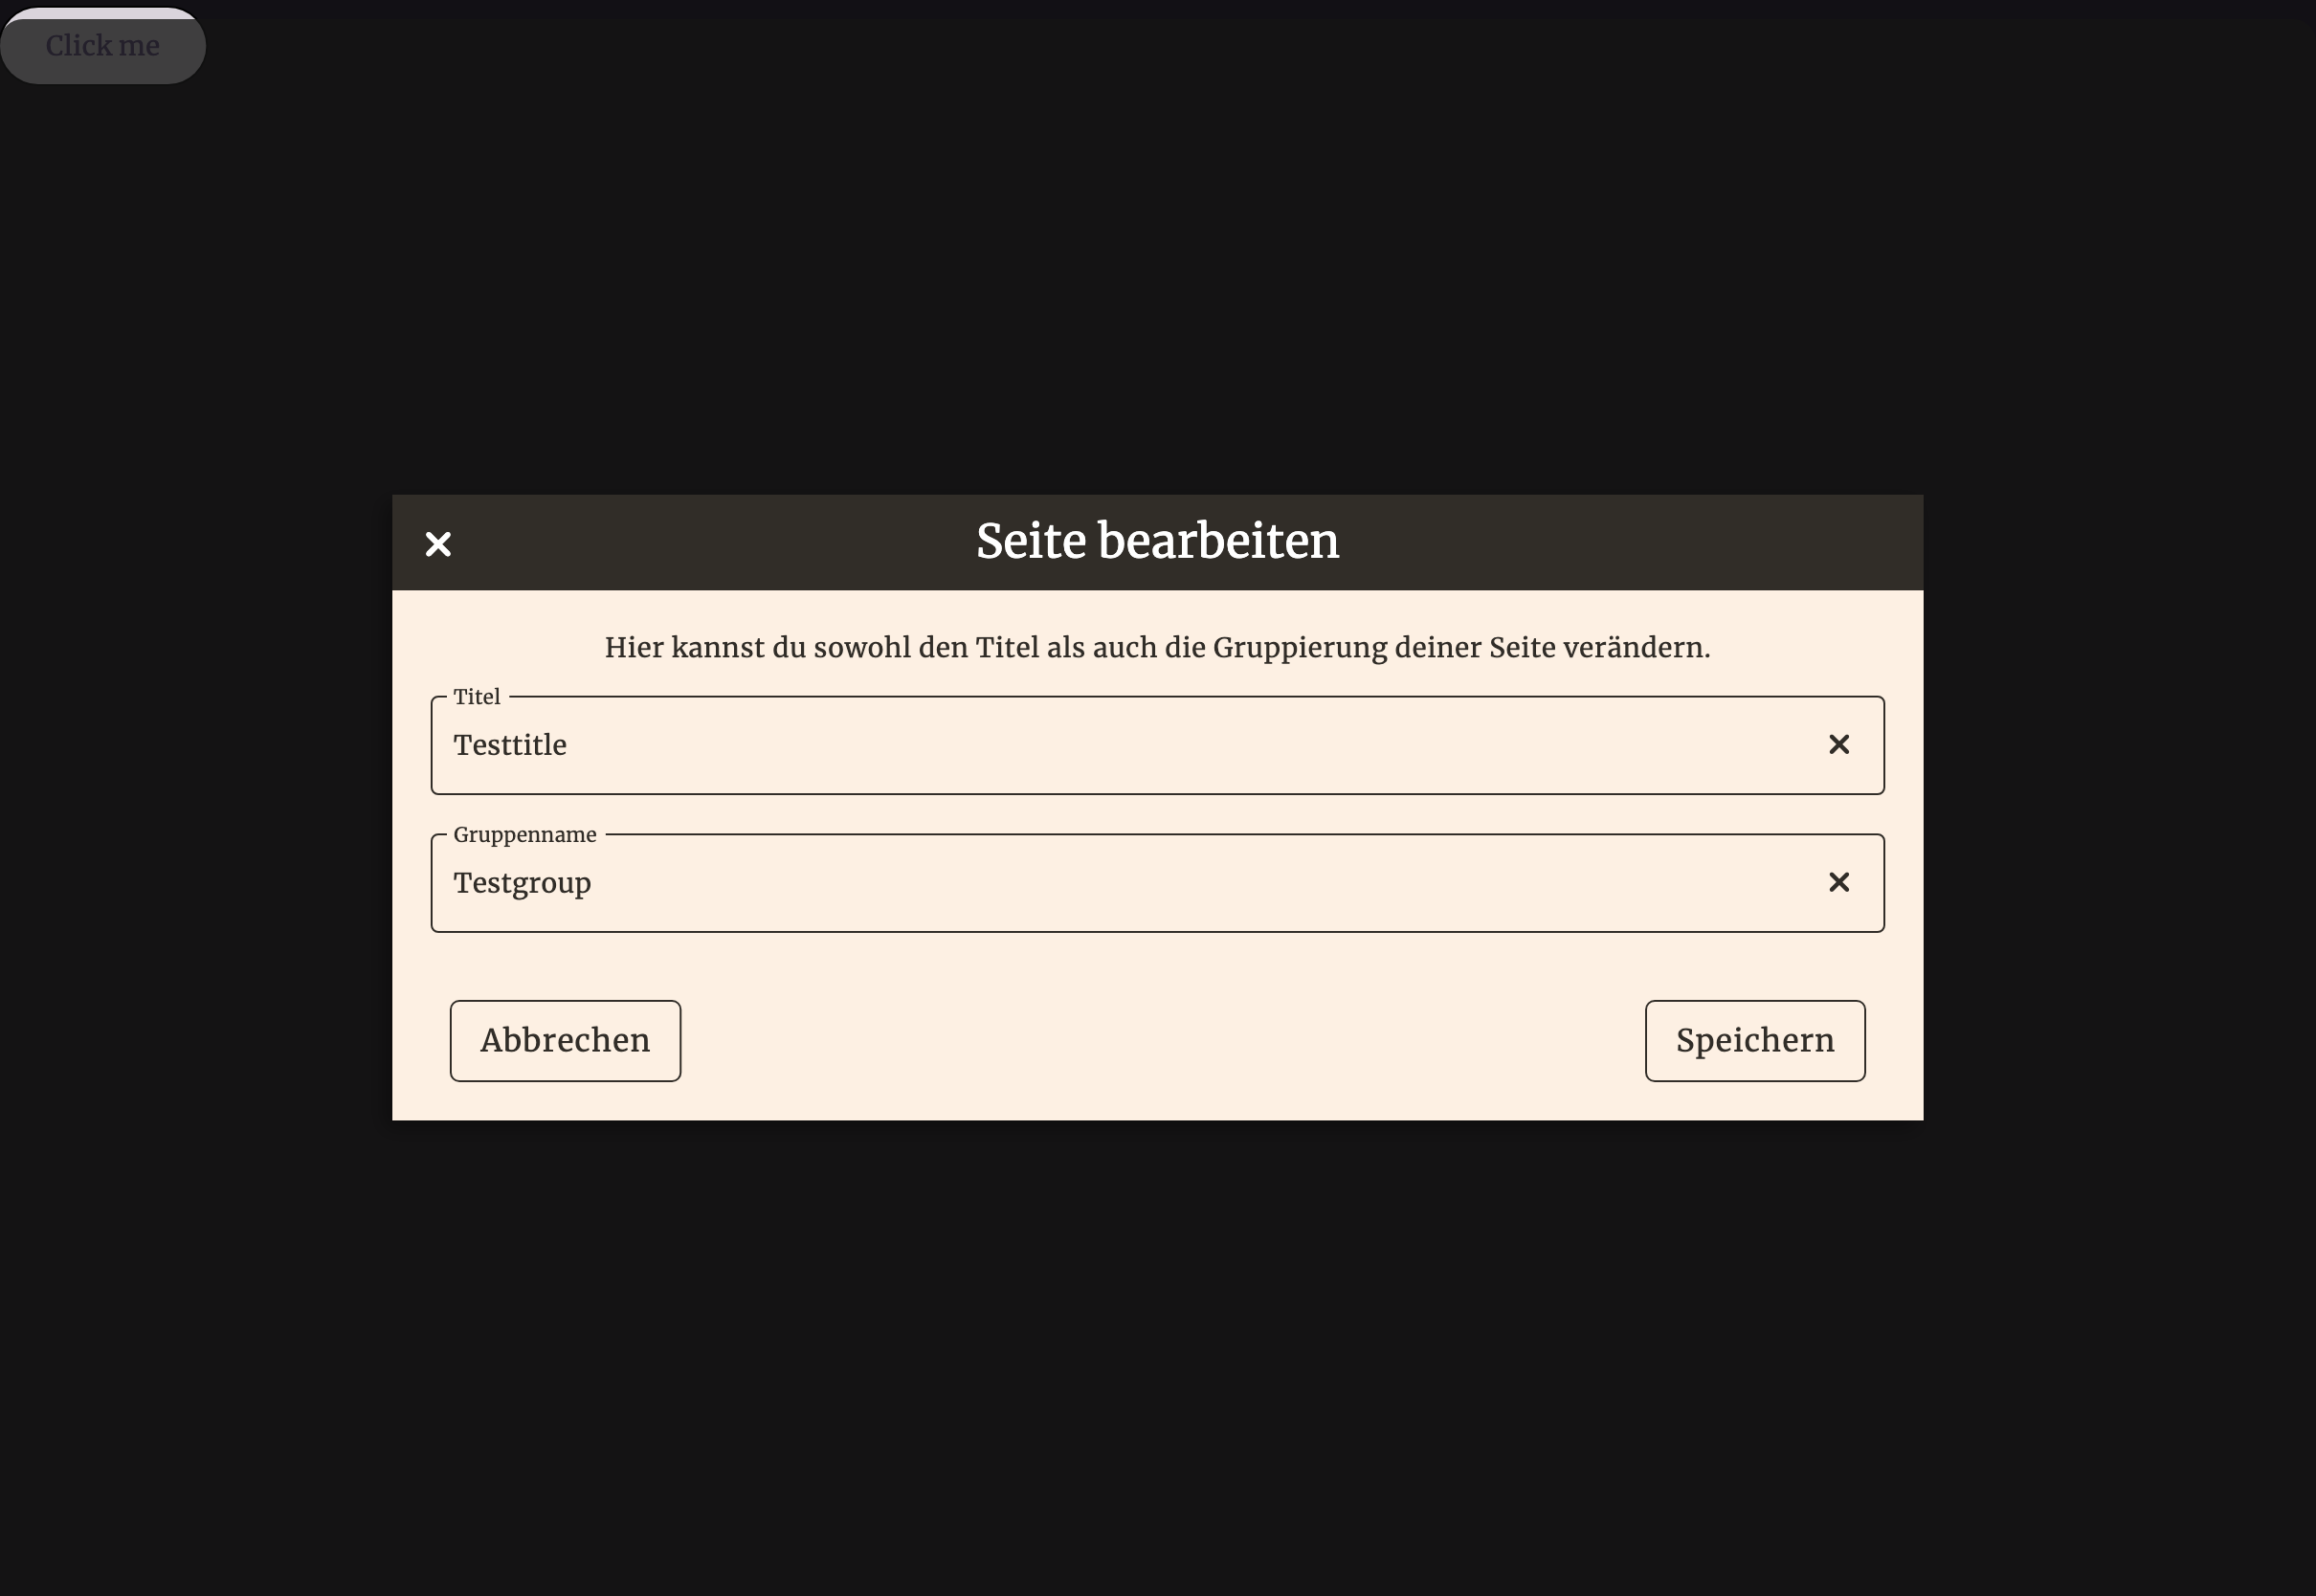 Click me
Seite bearbeiten
Hier kannst du sowohl den Titel als auch die Gruppierung deiner Seite verändern.
Titel
Testtitle
Gruppenname
Testgroup
Abbrechen
Speichern